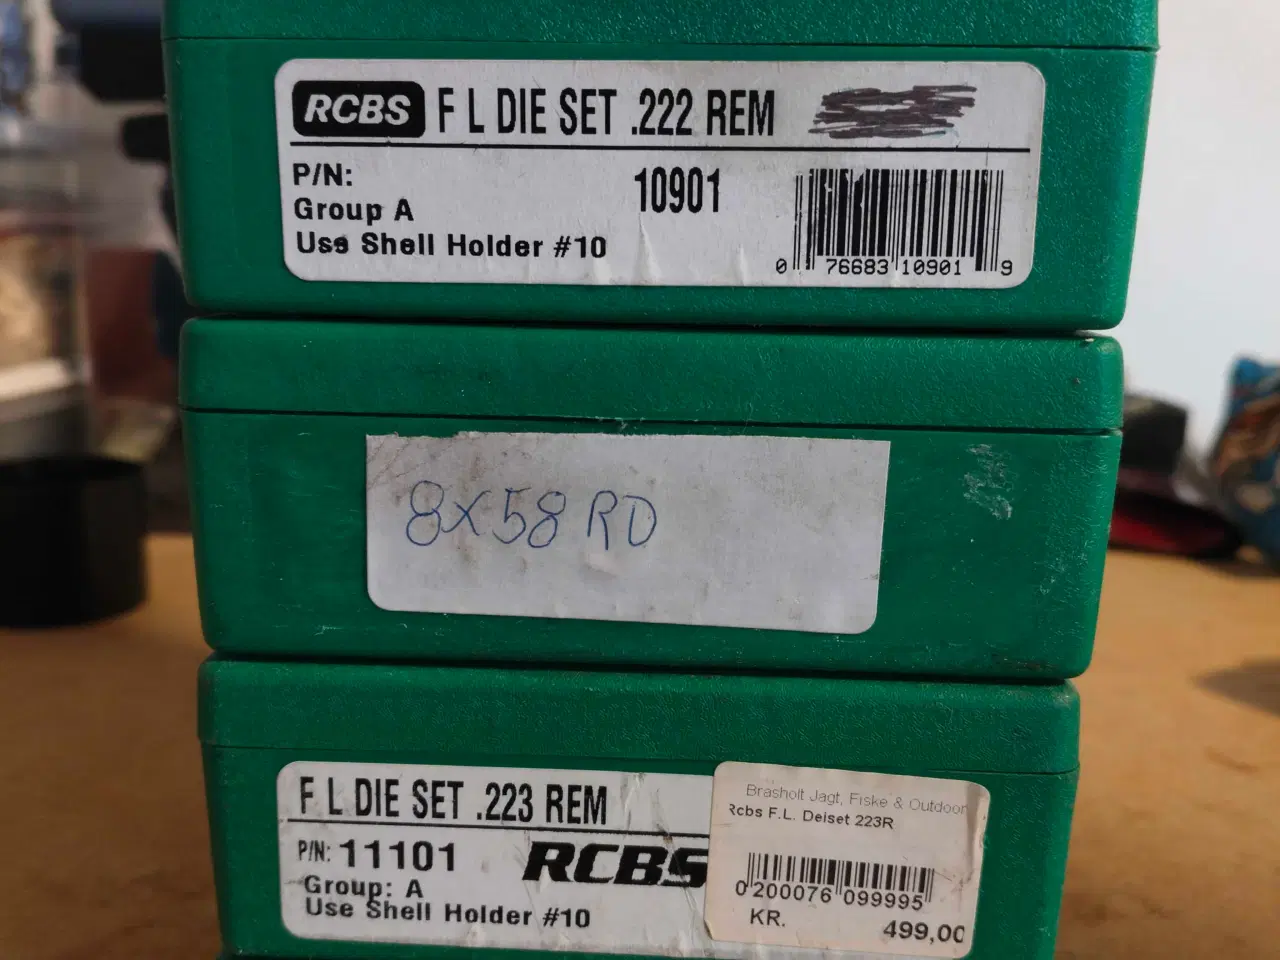 RCBS F L DIE SET .222 REM
P/N: 10901
Group A
Use Shell Holder #10
0 76683 10901 9
8X58 RD
F L DIE SET .223 REM
P/N: 11101 RCBS
Group: A
Use Shell Holder #10
Brasholt Jagt, Fiske & Outdoor
Rcbs F.L. Deiset 223R
0 200076 099995
KR. 499,00